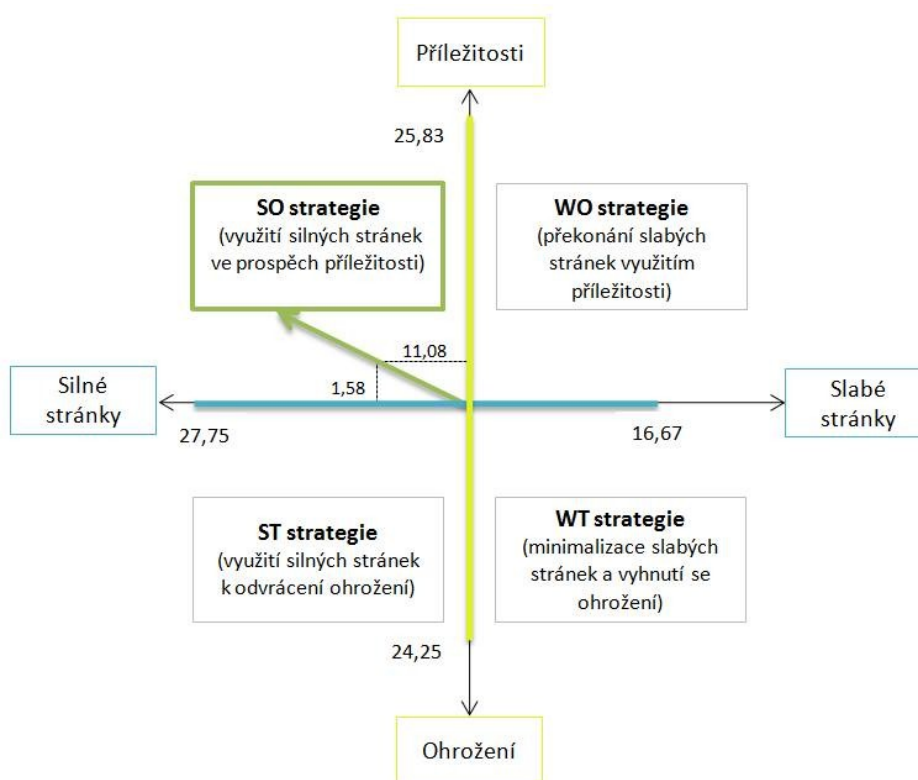 Příležitosti
25,83
SO strategie
(využití silných stránek
ve prospěch příležitosti)
WO strategie
(překonání slabých
stránek využitím
příležitosti)
11,08
1,58
Silné
stránky
Slabé
stránky
27,75
16,67
ST strategie
(využití silných stránek
k odvrácení ohrožení)
WT strategie
(minimalizace slabých
stránek a vyhnutí se
ohrožení)
24,25
Ohrožení